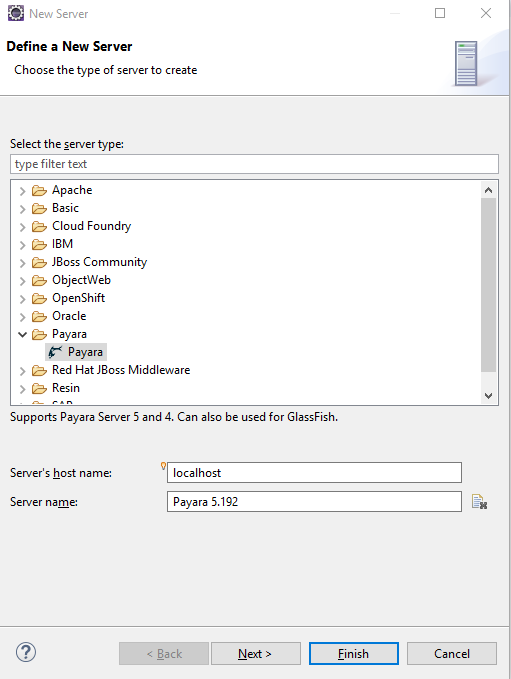 New Server
Define a New Server
Choose the type of server to create
Select the server type:
type filter text
Apache
Basic
Cloud Foundry
IBM
JBoss Community
ObjectWeb
OpenShift
Oracle
Payara
Payara
Red Hat JBoss Middleware
Resin
SAP
Supports Payara Server 5 and 4. Can also be used for GlassFish.
Server's host name: localhost
Server name: Payara 5.192
? < Back Next > Finish Cancel